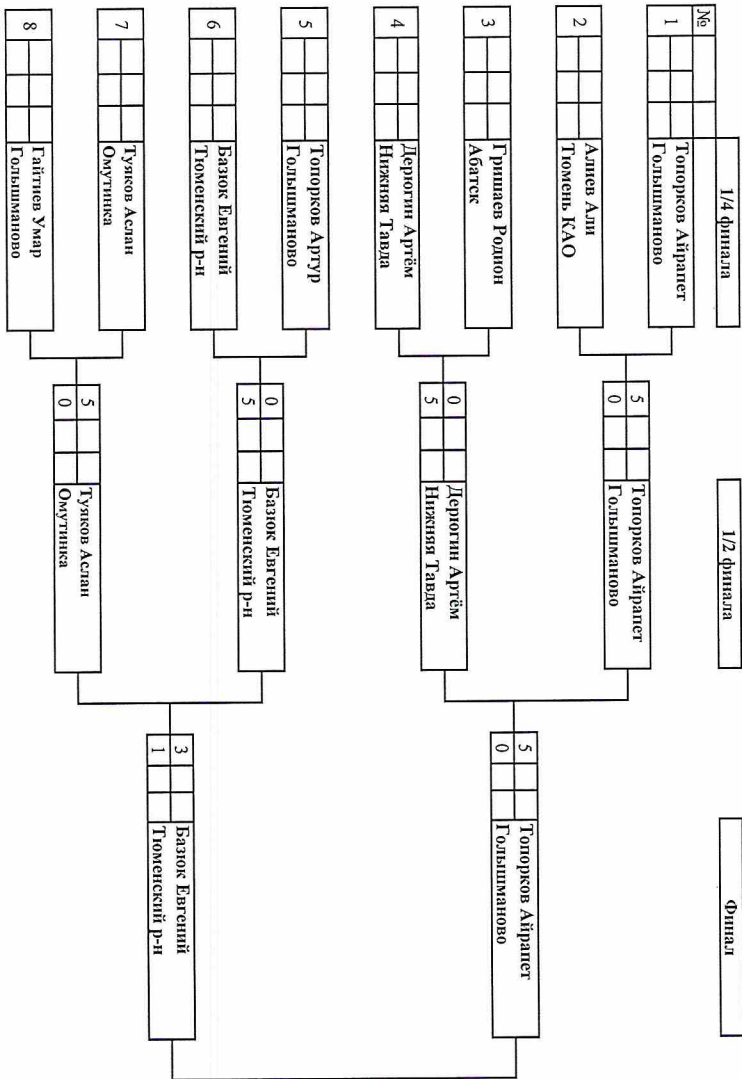 №
1/4 финала
1/2 финала
Финал
1
Топорков Айрапет
Голышманово
2
Алиев Али
Тюмень КАО
3
Гришаев Родион
Абатск
4
Дерюгин Артём
Нижняя Тавда
5
Топорков Артур
Голышманово
6
Базюк Евгений
Тюменский р-н
7
Туяков Аслан
Омутинка
8
Гайтиев Умар
Голышманово
5
0
Топорков Айрапет
Голышманово
0
5
Дерюгин Артём
Нижняя Тавда
0
5
Базюк Евгений
Тюменский р-н
5
0
Туяков Аслан
Омутинка
5
0
Топорков Айрапет
Голышманово
3
1
Базюк Евгений
Тюменский р-н